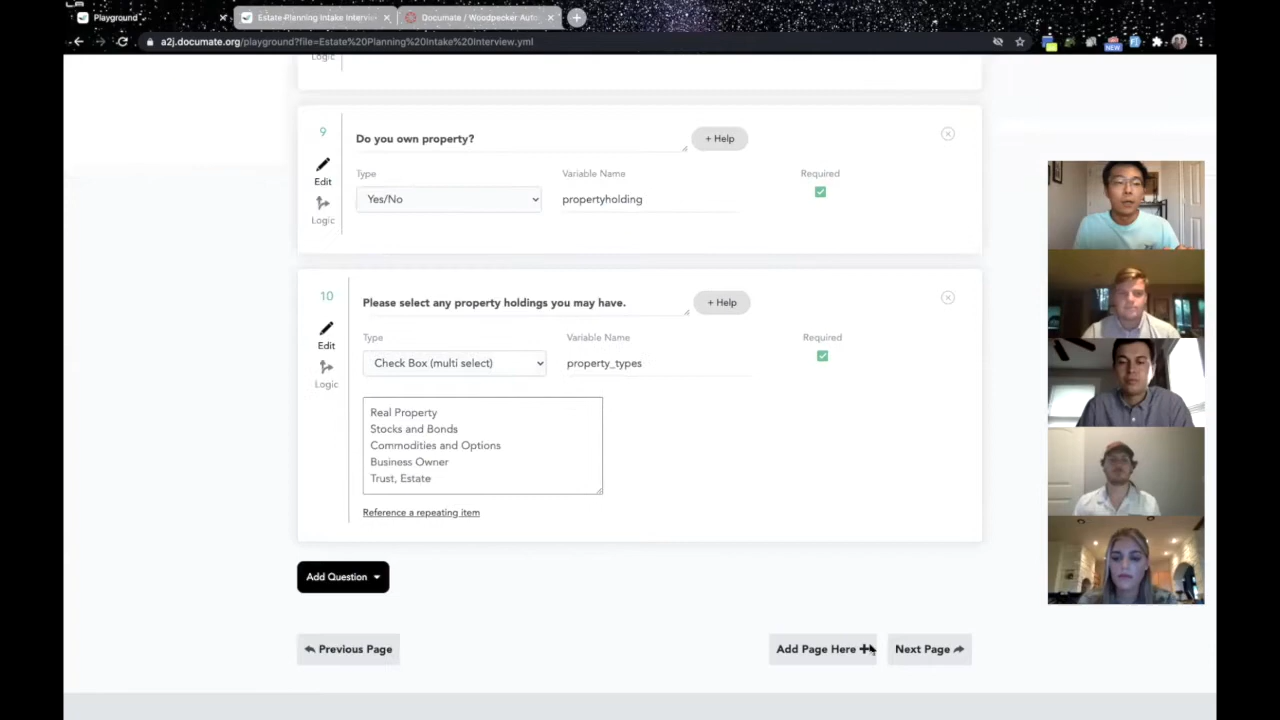 Playground
Estate Planning Intake Intervie
Documate / Woodpecker Auto
a2j.documate.org/playground?file=Estate%20Planning%20Intake%20Interview.yml
NEW
Logic
9
Do you own property?
+ Help
Edit
Type
Variable Name
Required
Yes/No
propertyholding
Logic
10
Please select any property holdings you may have.
+ Help
Edit
Type
Variable Name
Required
Check Box (multi select)
property_types
Logic
Real Property
Stocks and Bonds
Commodities and Options
Business Owner
Trust, Estate
Reference a repeating item
Add Question
Previous Page
Add Page Here
Next Page